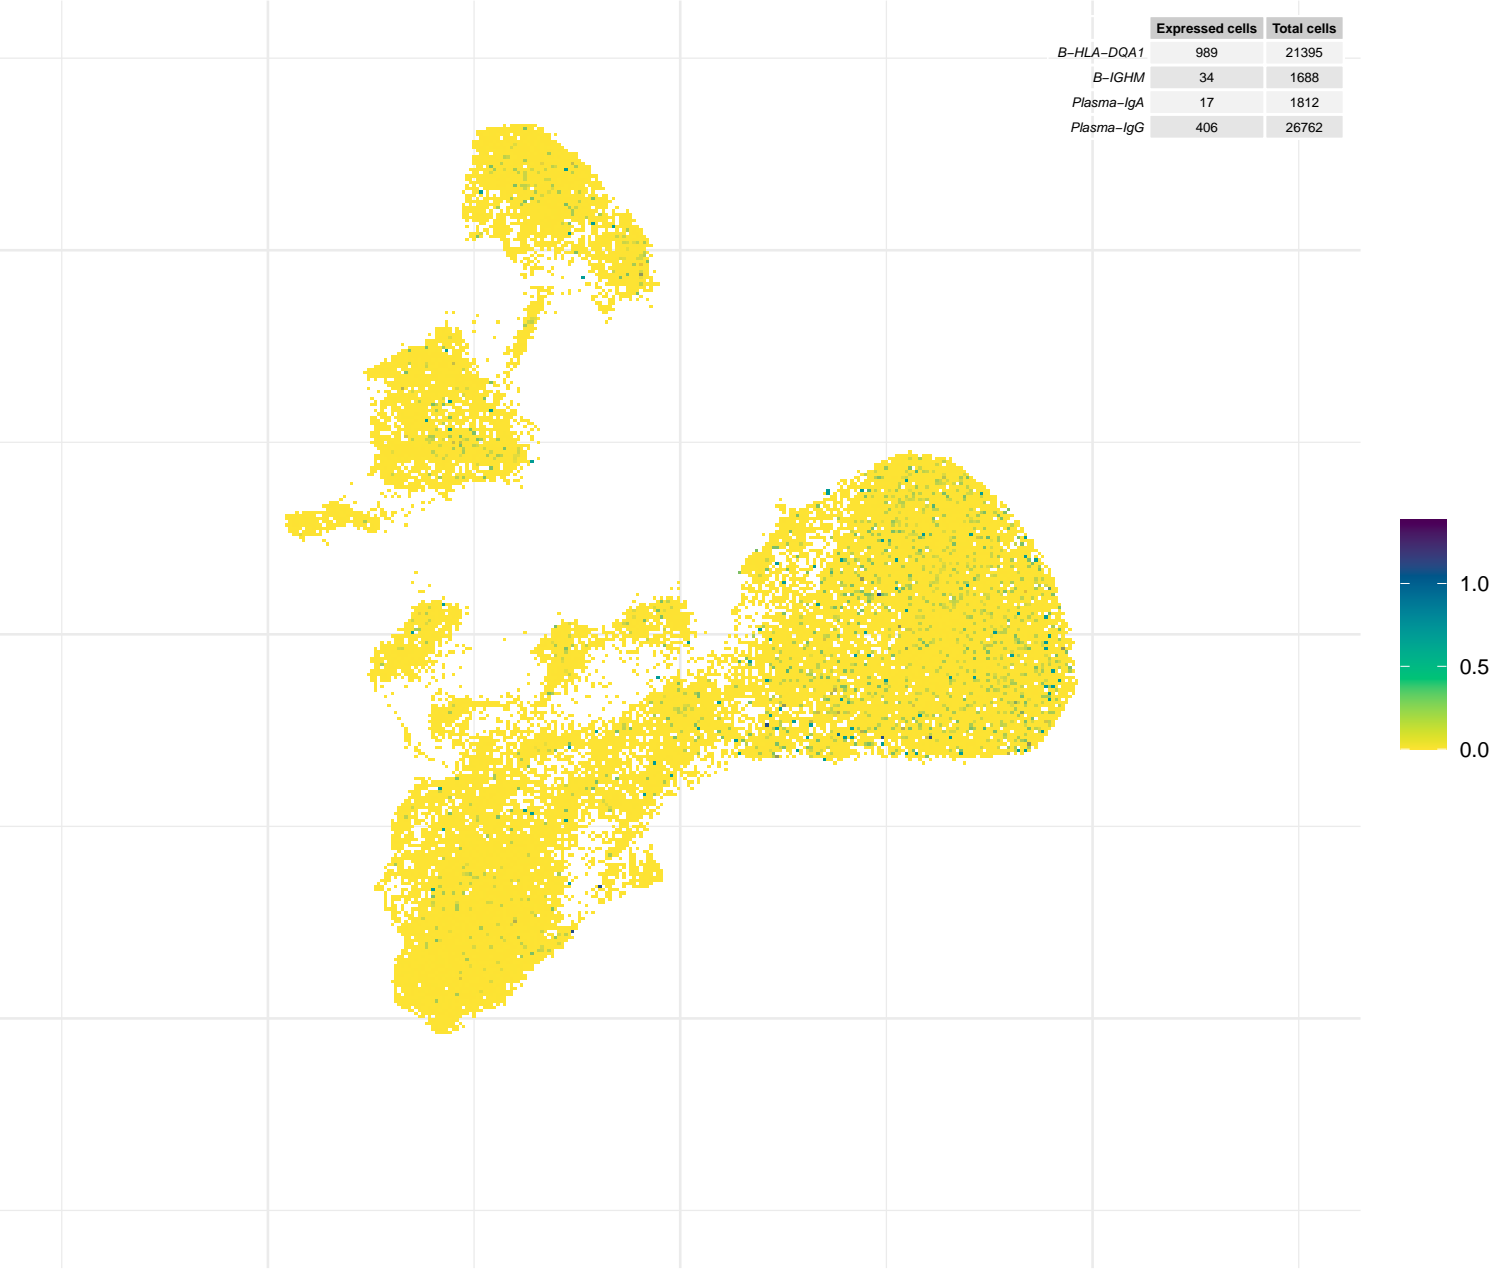 Expressed cells Total cells
B−HLA−DQA1 989 21395
B−IGHM 34 1688
Plasma−IgA 17 1812
Plasma−IgG 406 26762
1.0
0.5
0.0